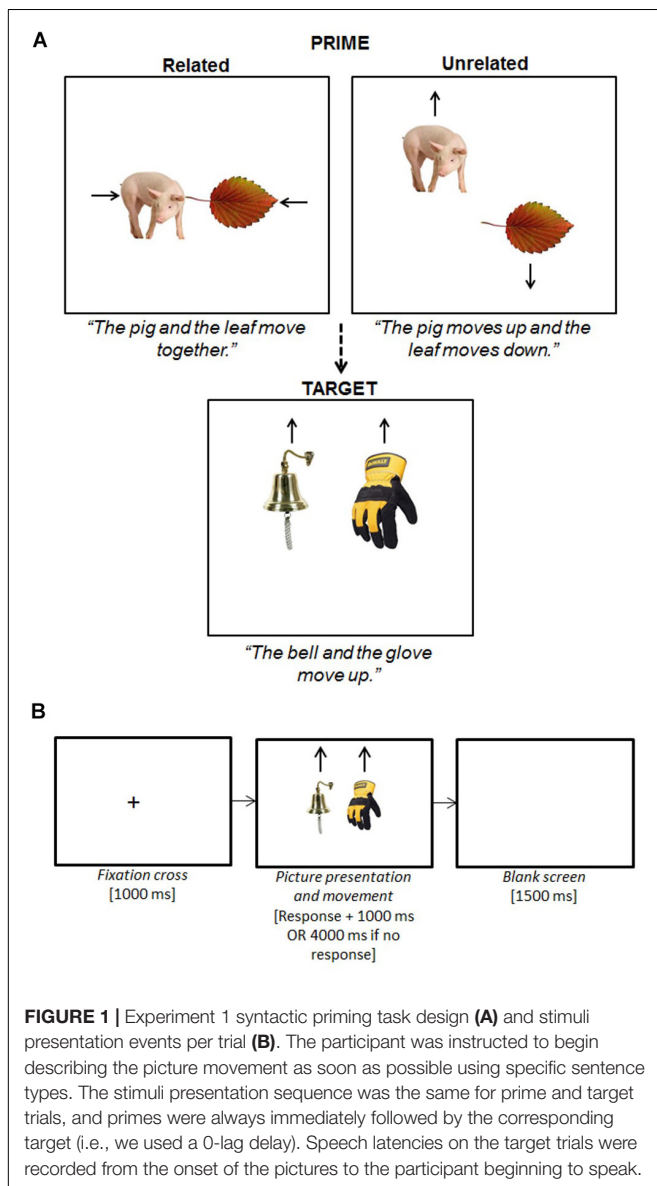 A
PRIME
Related
Unrelated
"The pig and the leaf move
together."
"The pig moves up and the
leaf moves down."
TARGET
DEWALT
"The bell and the glove
move up."
B
+
Fixation cross
[1000 ms]
Picture presentation
and movement
[Response + 1000 ms
OR 4000 ms if no
response]
Blank screen
[1500 ms]
FIGURE 1 | Experiment 1 syntactic priming task design (A) and stimuli
presentation events per trial (B). The participant was instructed to begin
describing the picture movement as soon as possible using specific sentence
types. The stimuli presentation sequence was the same for prime and target
trials, and primes were always immediately followed by the corresponding
target (i.e., we used a 0-lag delay). Speech latencies on the target trials were
recorded from the onset of the pictures to the participant beginning to speak.